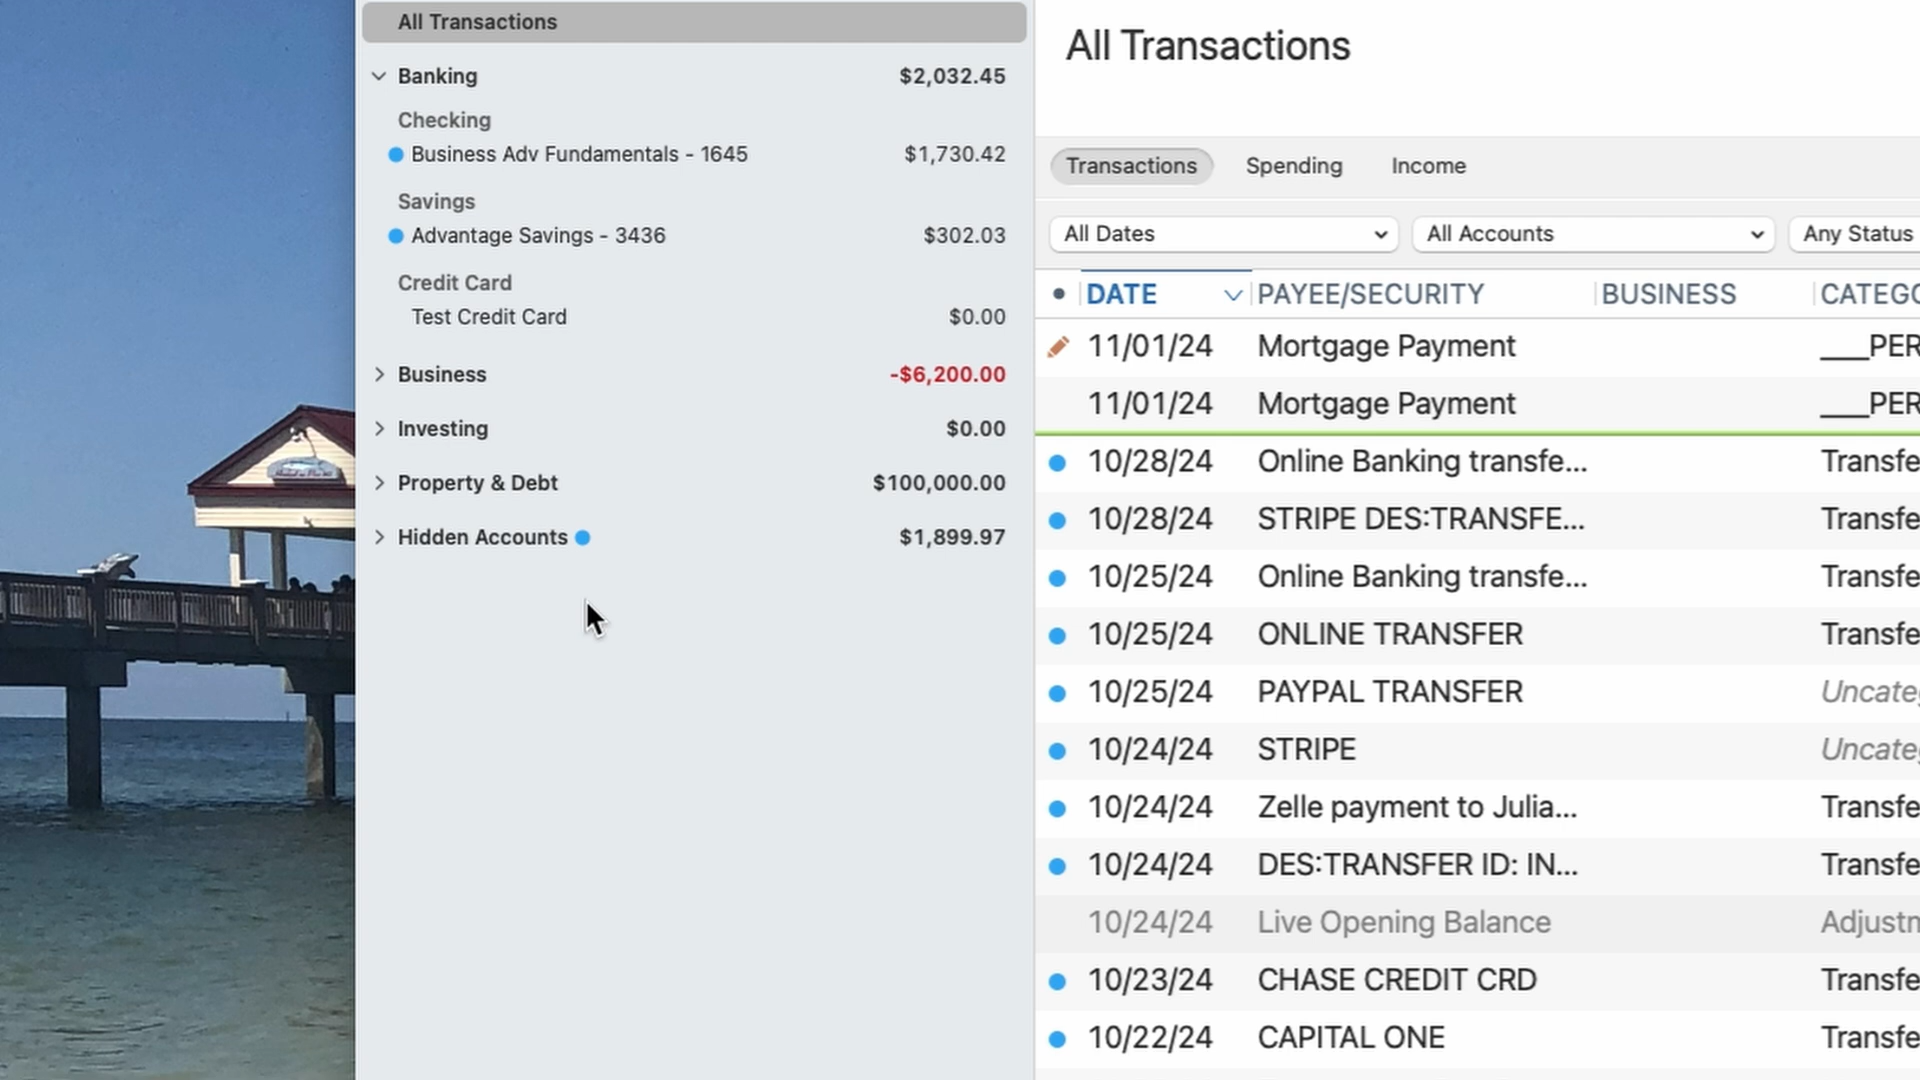 All Transactions
Banking $2,032.45
Checking
Business Adv Fundamentals - 1645 $1,730.42
Savings
Advantage Savings - 3436 $302.03
Credit Card
Test Credit Card $0.00
Business -$6,200.00
Investing $0.00
Property & Debt $100,000.00
Hidden Accounts $1,899.97
All Transactions
Transactions Spending Income
All Dates All Accounts Any Status
DATE PAYEE/SECURITY BUSINESS CATEGO
11/01/24 Mortgage Payment ___PER
11/01/24 Mortgage Payment ___PER
10/28/24 Online Banking transfe... Transfe
10/28/24 STRIPE DES:TRANSFE... Transfe
10/25/24 Online Banking transfe... Transfe
10/25/24 ONLINE TRANSFER Transfe
10/25/24 PAYPAL TRANSFER Uncateg
10/24/24 STRIPE Uncateg
10/24/24 Zelle payment to Julia... Transfe
10/24/24 DES:TRANSFER ID: IN... Transfe
10/24/24 Live Opening Balance Adjustm
10/23/24 CHASE CREDIT CRD Transfe
10/22/24 CAPITAL ONE Transfe